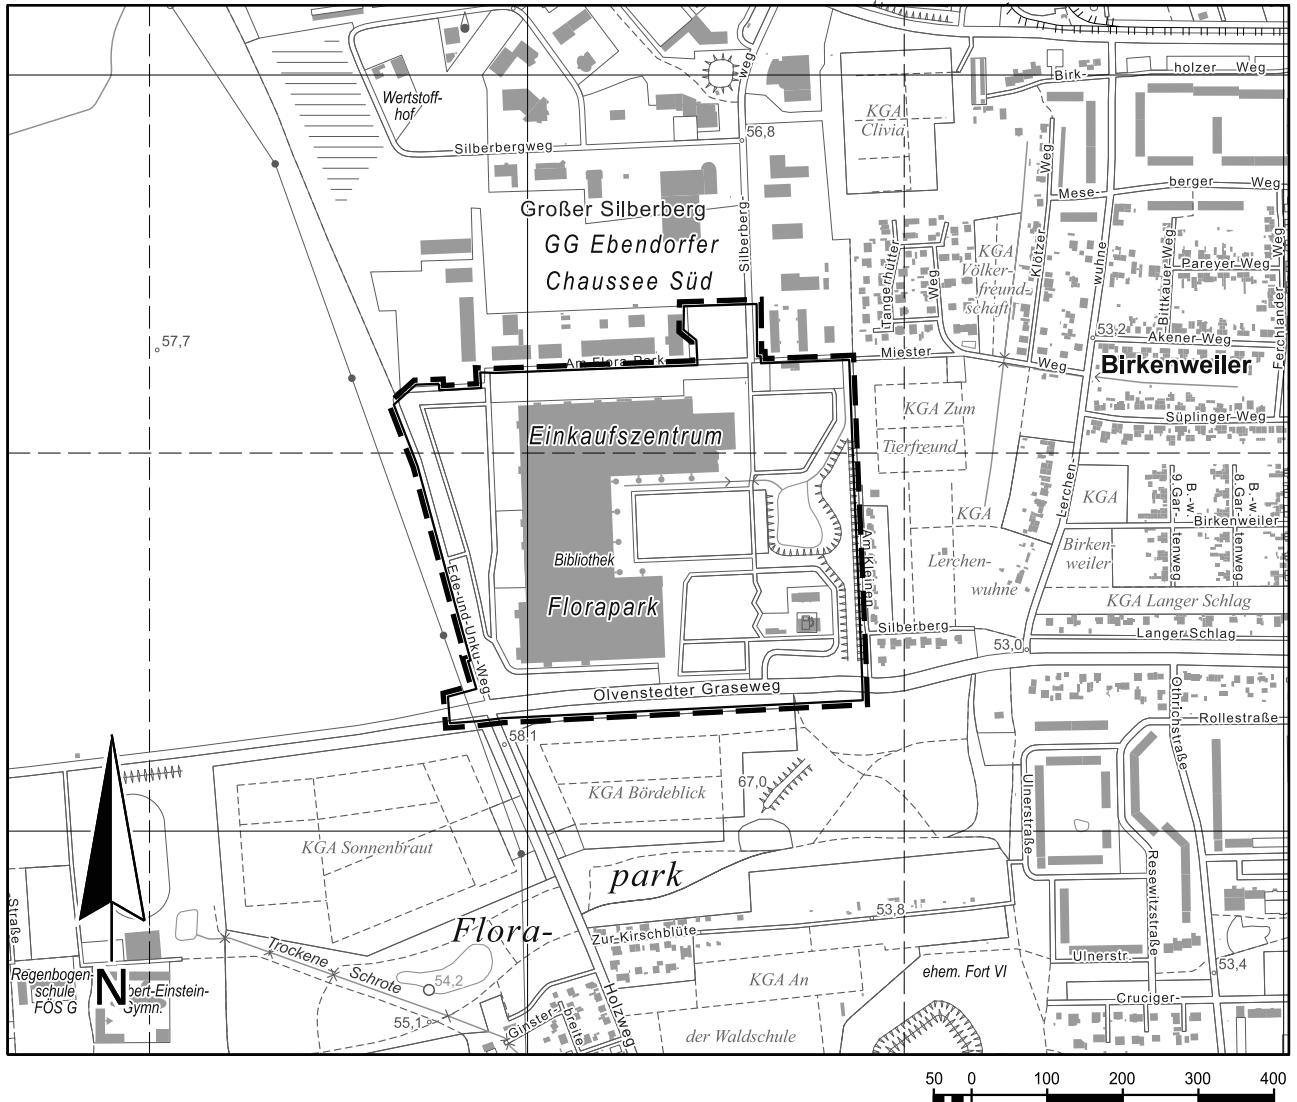 Wertstoff-
hof
Silberbergweg
weg
56,8
KGA
Clivia
Birk-
holzer Weg
Weg
Mese-
berger Weg
Großer Silberberg
GG Ebendorfer
Chaussee Süd
Silberberg-
Tangerhütter
Weg
KGA
Völker-
freund-
schaft
Klötzer
wuhne
Bittkauer Weg
Pareyer Weg
Ferchlander Weg
57,7
53,2
Akener Weg
Am Flora-Park
Miester
Weg
Birkenweiler
KGA Zum
Tierfreund
Süplinger Weg
Einkaufszentrum
Lerchen-
KGA
B.-w.
9.Gar-
tenweg
B.-w.
8.Gar-
tenweg
KGA
Birkenweiler
Bibliothek
Am Kleinen
Lerchen-
wuhne
Birken-
weiler
Ede-und-Unku-Weg
Florapark
KGA Langer Schlag
Silberberg
Langer Schlag
53,0
Olvenstedter Graseweg
Othrichstraße
Rollestraße
58,1
KGA Bördeblick
67,0
Ulnerstraße
KGA Sonnenbraut
park
Resewitzstraße
Straße
Flora-
53,8
Zur Kirschblüte
Trockene
Schrote
54,2
Ulnerstr.
53,4
Regenbogen-
schule
FÖS G
N
bert-Einstein-
Gymn.
KGA An
ehem. Fort VI
Holzweg
Cruciger-
55,1
Ginster-
breite
der Waldschule
50 0 100 200 300 400